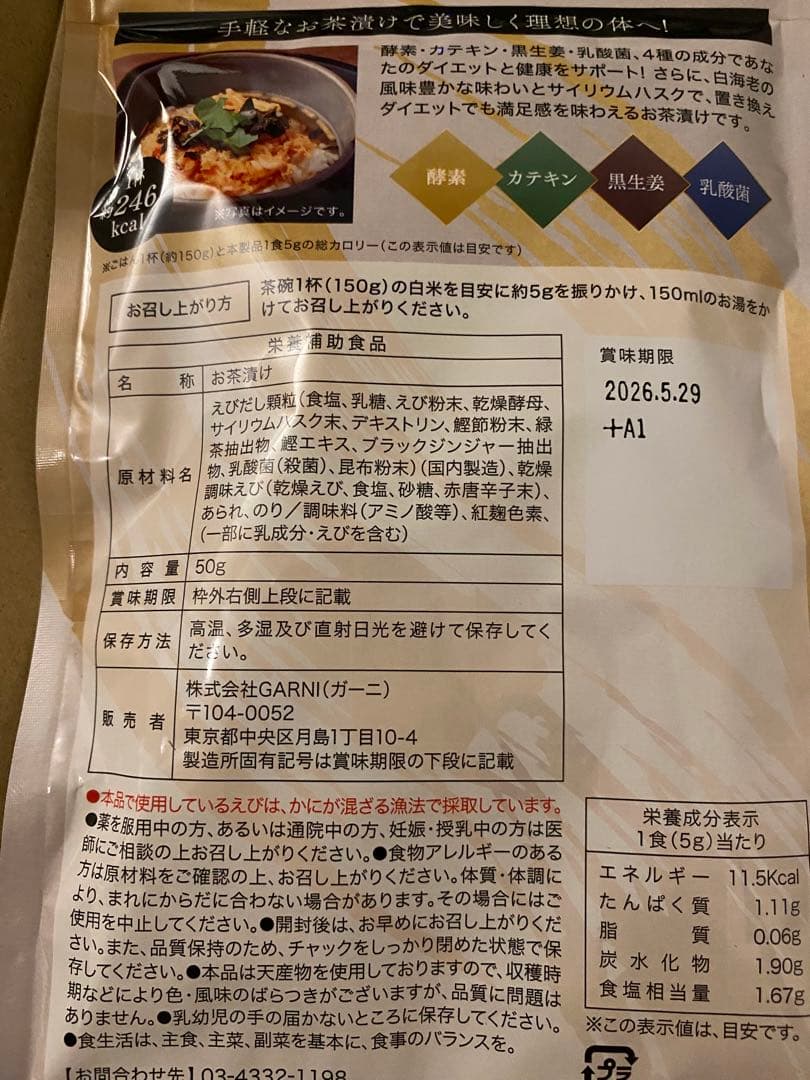 手軽なお茶漬けで美味しく理想の体へ!
酵素・カテキン・黒生姜・乳酸菌、4種の成分であな
たのダイエットと健康をサポート! さらに、白海老の
風味豊かな味わいとサイリウムハスクで、置き換え
ダイエットでも満足感を味わえるお茶漬けです。
酵素 カテキン 黒生姜 乳酸菌
1杯
約246
kcal
※写真はイメージです。
※ごはん1杯(約150g)と本製品1食5gの総カロリー(この表示値は目安です)
お召し上がり方
茶碗1杯(150g)の白米を目安に約5gを振りかけ、150mlのお湯をか
けてお召し上がりください。
栄養補助食品
名称 お茶漬け
原材料名
えびだし顆粒(食塩、乳糖、えび粉末、乾燥酵母、
サイリウムハスク末、デキストリン、鰹節粉末、緑
茶抽出物、鰹エキス、ブラックジンジャー抽出
物、乳酸菌(殺菌)、昆布粉末)(国内製造)、乾燥
調味えび(乾燥えび、食塩、砂糖、赤唐辛子末)、
あられ、のり/調味料(アミノ酸等)、紅麹色素、
(一部に乳成分・えびを含む)
内容量 50g
賞味期限 枠外右側上段に記載
保存方法
高温、多湿及び直射日光を避けて保存してく
ださい。
販売者
株式会社GARNI(ガーニ)
〒104-0052
東京都中央区月島1丁目10-4
製造所固有記号は賞味期限の下段に記載
賞味期限
2026.5.29
+A1
●本品で使用しているえびは、かにが混ざる漁法で採取しています。
●薬を服用中の方、あるいは通院中の方、妊娠・授乳中の方は医
師にご相談の上お召し上がりください。●食物アレルギーのある
方は原材料をご確認の上、お召し上がりください。体質・体調に
より、まれにからだに合わない場合があります。その場合にはご
使用を中止してください。●開封後は、お早めにお召し上がりくだ
さい。また、品質保持のため、チャックをしっかり閉めた状態で保
存してください。●本品は天産物を使用しておりますので、収穫時
期などにより色・風味のばらつきがございますが、品質に問題は
ありません。●乳幼児の手の届かないところに保存してください。
●食生活は、主食、主菜、副菜を基本に、食事のバランスを。
【お問合わせ先】03-4332-1198
栄養成分表示
1食(5g)当たり
エネルギー 11.5Kcal
たんぱく質 1.11g
脂質 0.06g
炭水化物 1.90g
食塩相当量 1.67g
※この表示値は、目安です。
プラ